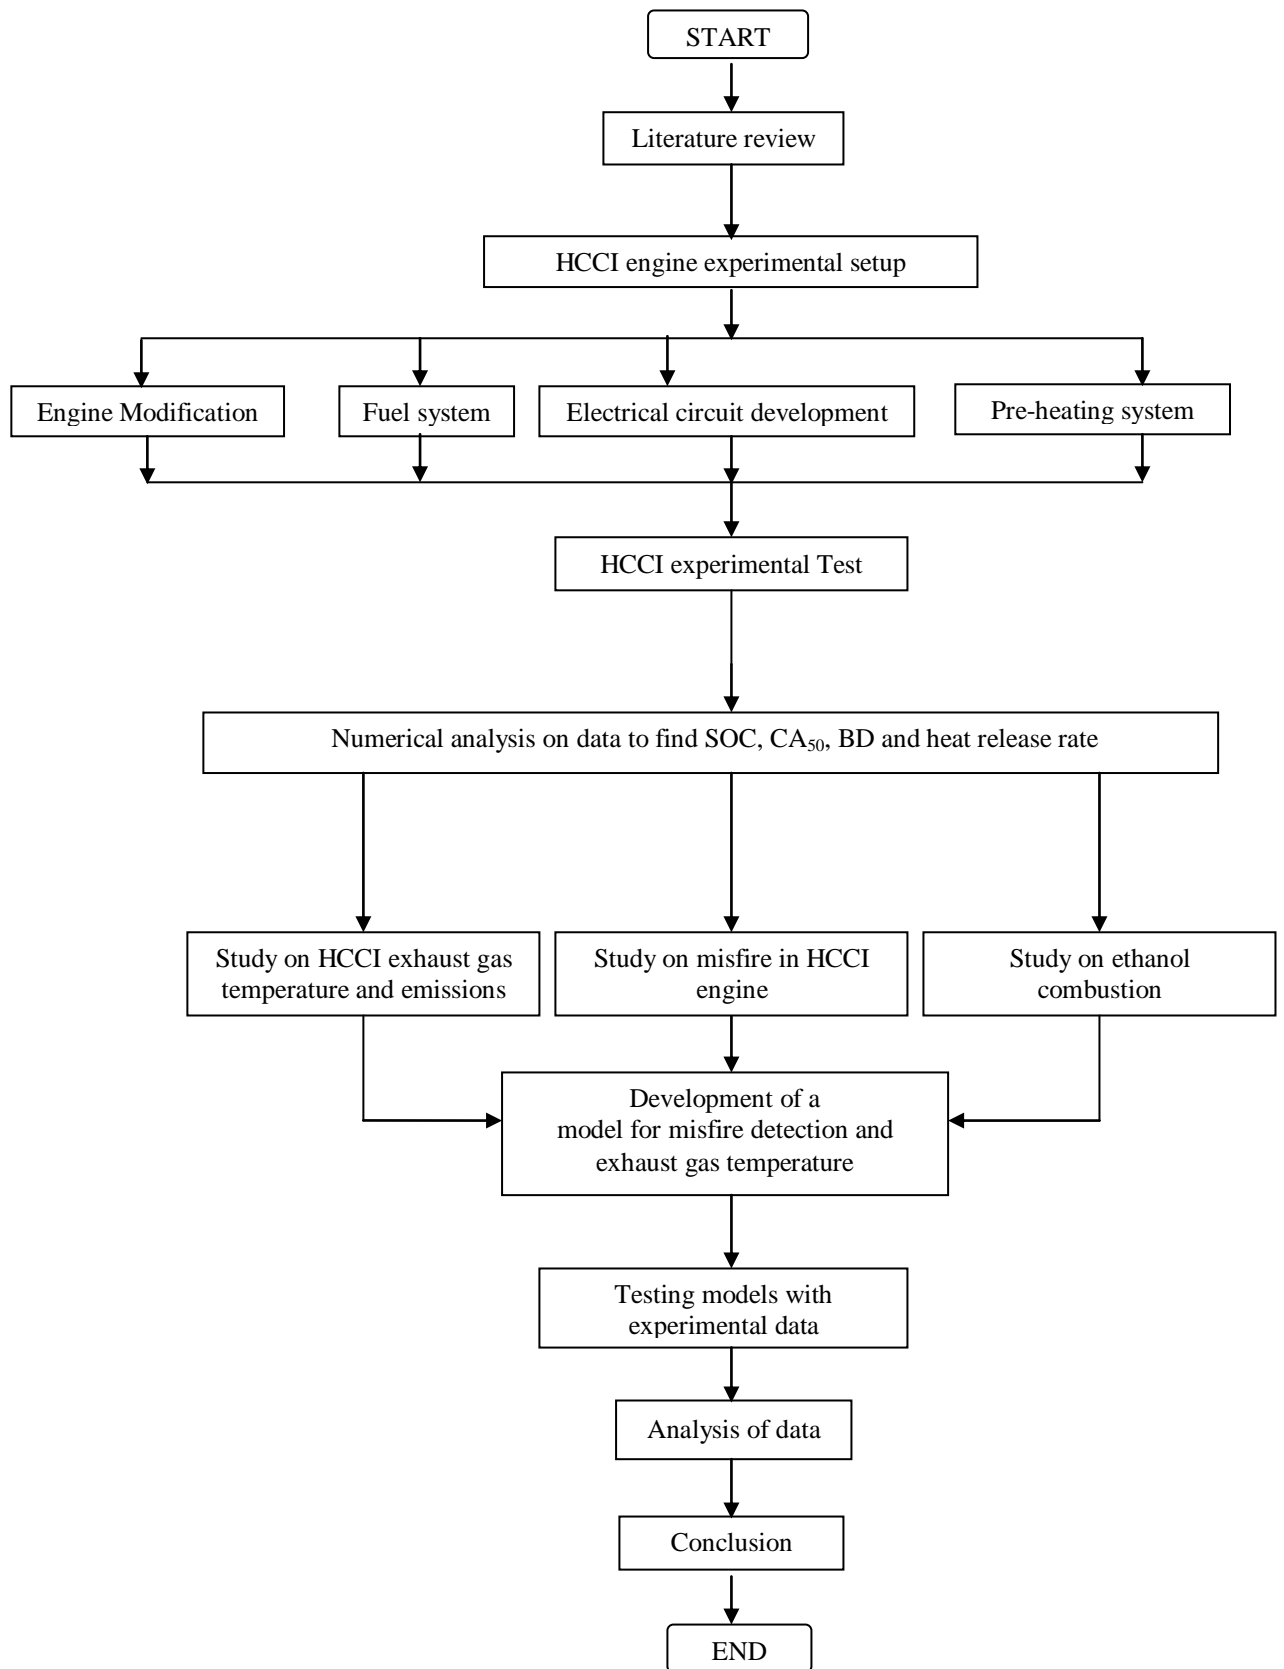 START
Literature review
HCCI engine experimental setup
Engine Modification
Fuel system
Electrical circuit development
Pre-heating system
HCCI experimental Test
Numerical analysis on data to find SOC, CA₅₀, BD and heat release rate
Study on HCCI exhaust gas
temperature and emissions
Study on misfire in HCCI
engine
Study on ethanol
combustion
Development of a
model for misfire detection and
exhaust gas temperature
Testing models with
experimental data
Analysis of data
Conclusion
END